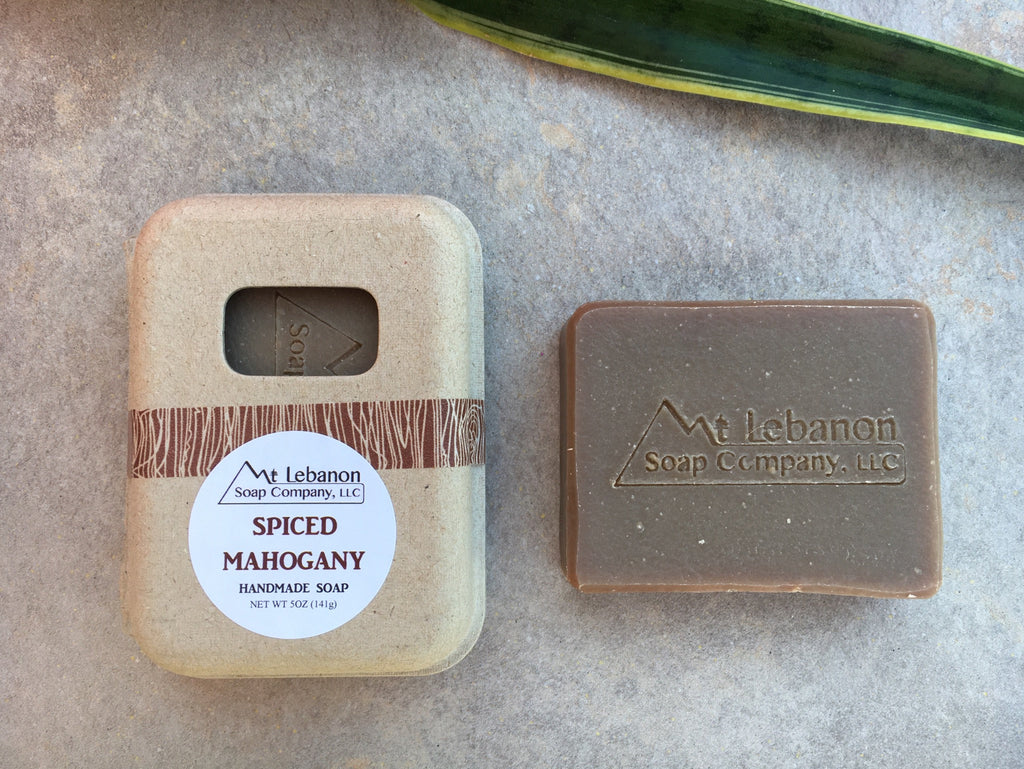 Soap
Mt Lebanon
Soap Company, LLC
SPICED
MAHOGANY
HANDMADE SOAP
NET WT 5OZ (141g)
Mt Lebanon
Soap Company, LLC